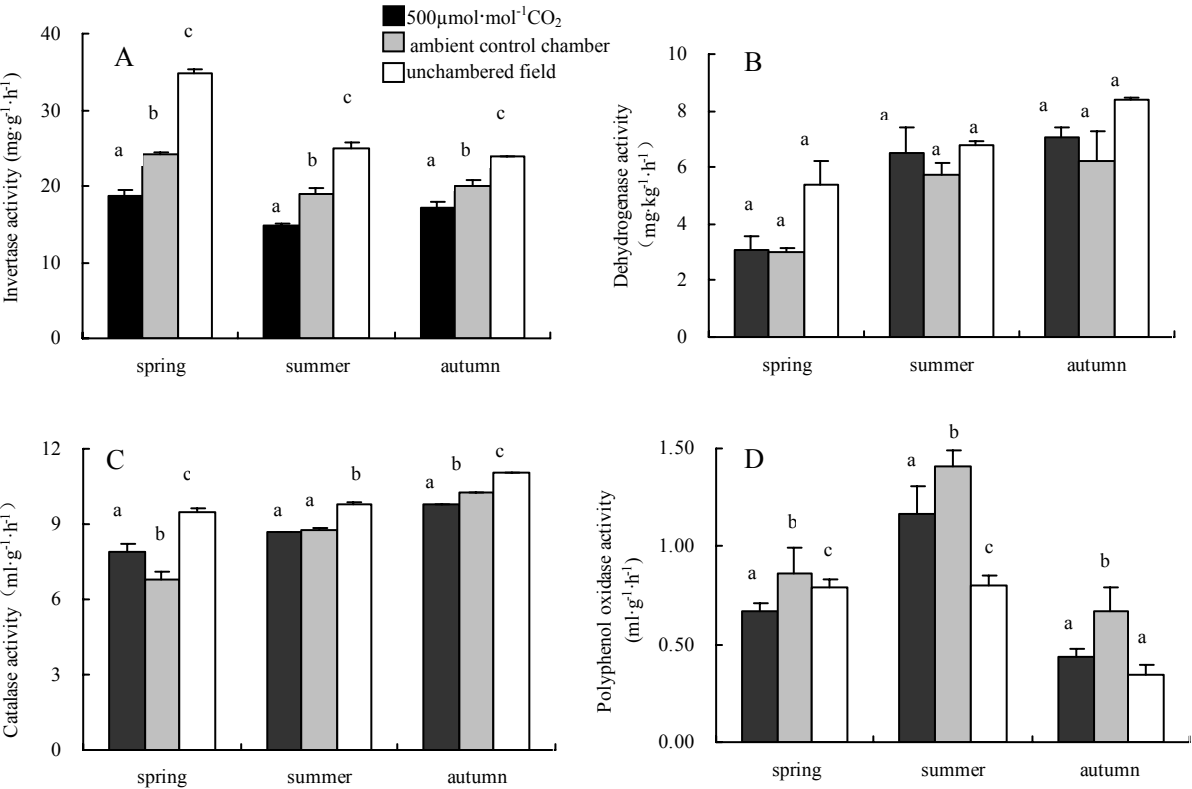 500μmol·mol⁻¹CO₂
ambient control chamber
unchambered field
A
Invertase activity (mg·g⁻¹·h⁻¹)
40
30
20
10
0
a
b
c
a
b
c
a
b
c
spring
summer
autumn
B
Dehydrogenase activity
(mg·kg⁻¹·h⁻¹)
10
8
6
4
2
0
a
a
a
a
a
a
a
a
a
spring
summer
autumn
C
Catalase activity (ml·g⁻¹·h⁻¹)
12
9
6
3
0
a
b
c
a
a
b
a
b
c
spring
summer
autumn
D
Polyphenol oxidase activity
(ml·g⁻¹·h⁻¹)
1.50
1.00
0.50
0.00
a
b
c
a
b
c
a
b
a
spring
summer
autumn